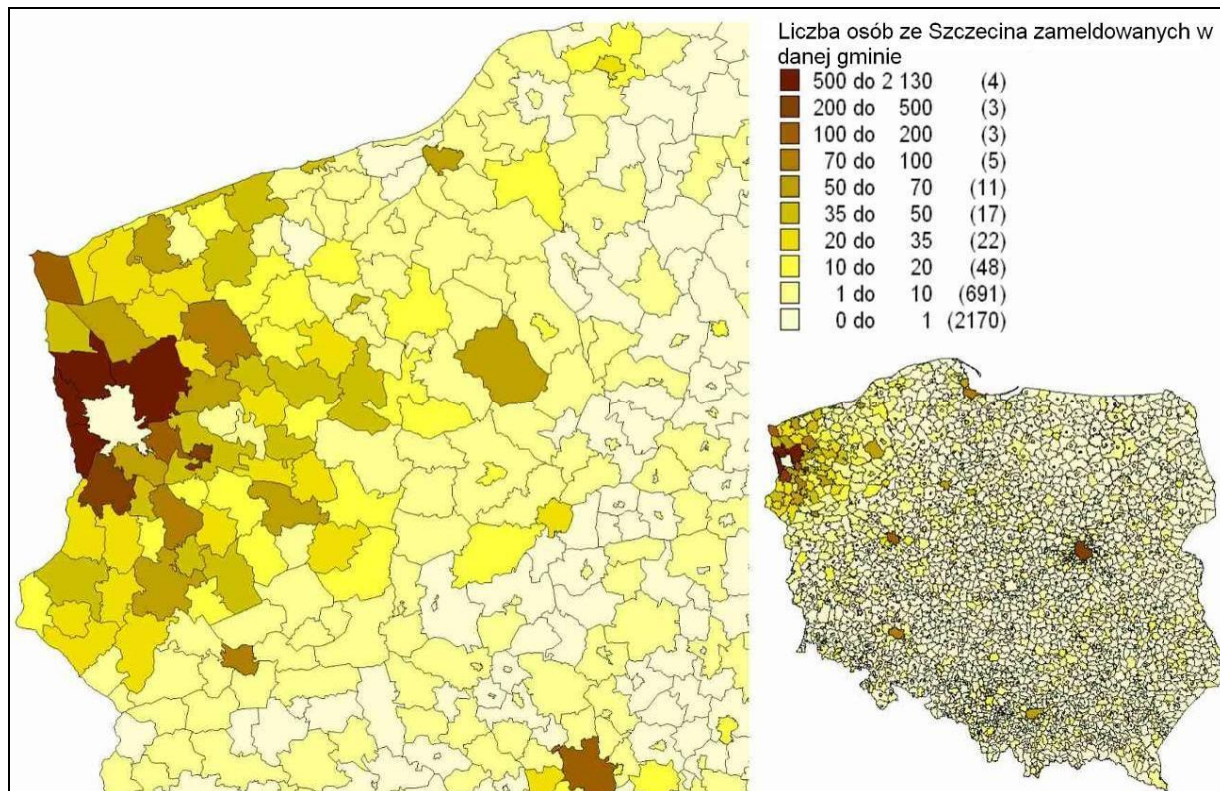 Liczba osób ze Szczecina zameldowanych w
danej gminie
500 do 2 130 (4)
200 do 500 (3)
100 do 200 (3)
70 do 100 (5)
50 do 70 (11)
35 do 50 (17)
20 do 35 (22)
10 do 20 (48)
1 do 10 (691)
0 do 1 (2170)